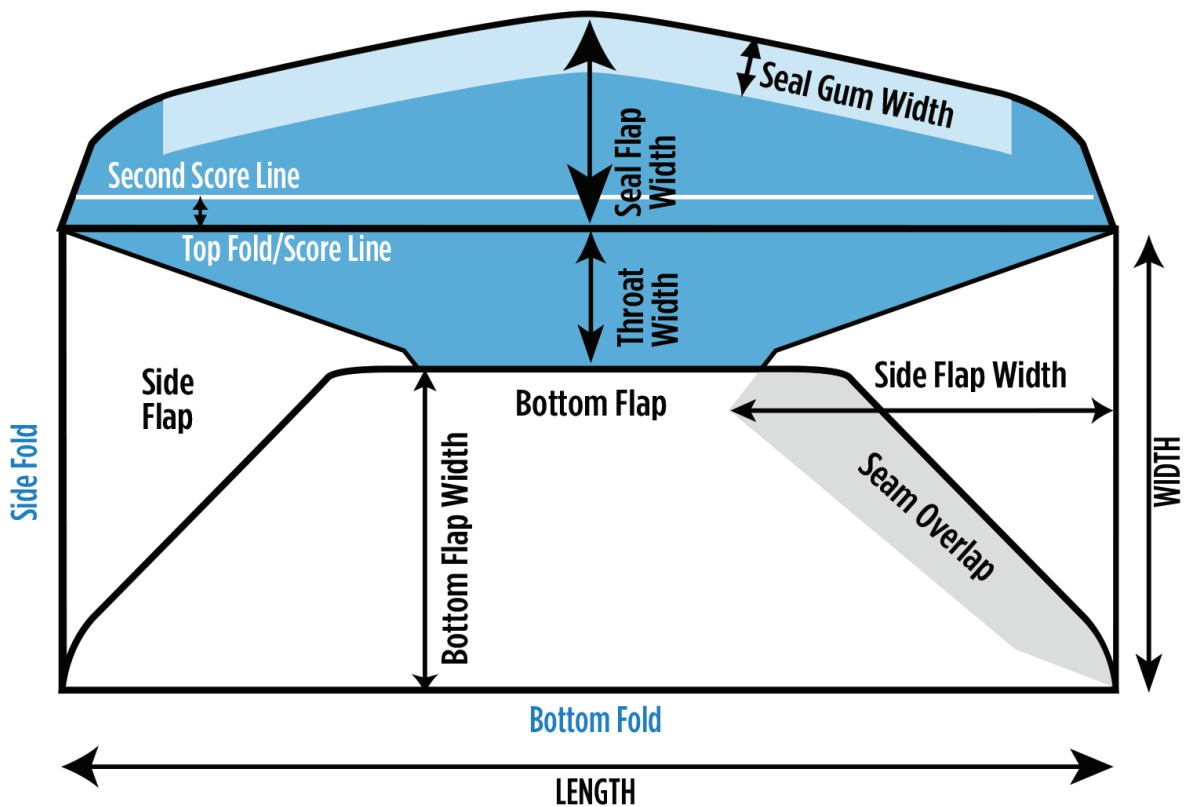 Seal Gum Width
Seal Flap
Width
Second Score Line
Top Fold/Score Line
Throat
Width
Side
Flap
Side Flap Width
Bottom Flap
Bottom Flap Width
Seam Overlap
Side Fold
WIDTH
Bottom Fold
LENGTH